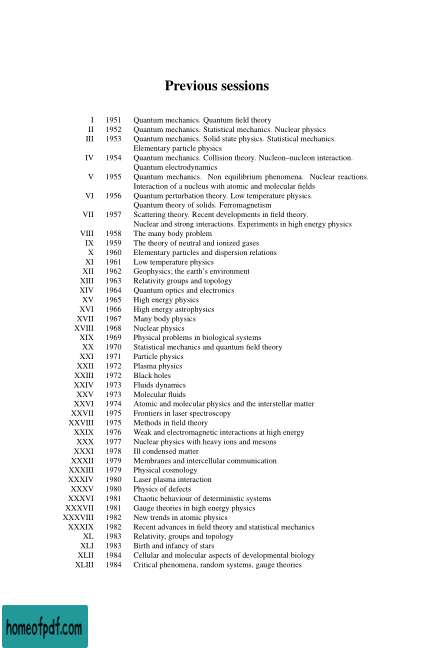 Previous sessions
I 1951 Quantum mechanics. Quantum field theory
II 1952 Quantum mechanics. Statistical mechanics. Nuclear physics
III 1953 Quantum mechanics. Solid state physics. Statistical mechanics.
Elementary particle physics
IV 1954 Quantum mechanics. Collision theory. Nucleon–nucleon interaction.
Quantum electrodynamics
V 1955 Quantum mechanics. Non equilibrium phenomena. Nuclear reactions.
Interaction of a nucleus with atomic and molecular fields
VI 1956 Quantum perturbation theory. Low temperature physics.
Quantum theory of solids. Ferromagnetism
VII 1957 Scattering theory. Recent developments in field theory.
Nuclear and strong interactions. Experiments in high energy physics
VIII 1958 The many body problem
IX 1959 The theory of neutral and ionized gases
X 1960 Elementary particles and dispersion relations
XI 1961 Low temperature physics
XII 1962 Geophysics; the earth's environment
XIII 1963 Relativity groups and topology
XIV 1964 Quantum optics and electronics
XV 1965 High energy physics
XVI 1966 High energy astrophysics
XVII 1967 Many body physics
XVIII 1968 Nuclear physics
XIX 1969 Physical problems in biological systems
XX 1970 Statistical mechanics and quantum field theory
XXI 1971 Particle physics
XXII 1972 Plasma physics
XXIII 1972 Black holes
XXIV 1973 Fluids dynamics
XXV 1973 Molecular fluids
XXVI 1974 Atomic and molecular physics and the interstellar matter
XXVII 1975 Frontiers in laser spectroscopy
XXVIII 1975 Methods in field theory
XXIX 1976 Weak and electromagnetic interactions at high energy
XXX 1977 Nuclear physics with heavy ions and mesons
XXXI 1978 Ill condensed matter
XXXII 1979 Membranes and intercellular communication
XXXIII 1979 Physical cosmology
XXXIV 1980 Laser plasma interaction
XXXV 1980 Physics of defects
XXXVI 1981 Chaotic behaviour of deterministic systems
XXXVII 1981 Gauge theories in high energy physics
XXXVIII 1982 New trends in atomic physics
XXXIX 1982 Recent advances in field theory and statistical mechanics
XL 1983 Relativity, groups and topology
XLI 1983 Birth and infancy of stars
XLII 1984 Cellular and molecular aspects of developmental biology
XLIII 1984 Critical phenomena, random systems, gauge theories
homeofpdf.com